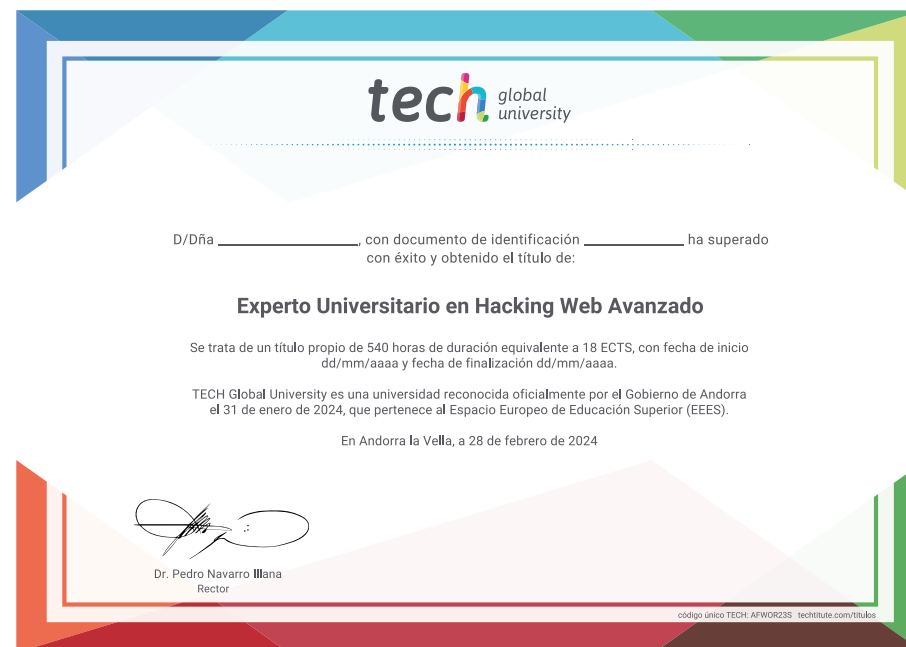 tech global university
D/Dña ____________________, con documento de identificación ______________ ha superado
con éxito y obtenido el título de:
Experto Universitario en Hacking Web Avanzado
Se trata de un título propio de 540 horas de duración equivalente a 18 ECTS, con fecha de inicio
dd/mm/aaaa y fecha de finalización dd/mm/aaaa.
TECH Global University es una universidad reconocida oficialmente por el Gobierno de Andorra
el 31 de enero de 2024, que pertenece al Espacio Europeo de Educación Superior (EEES).
En Andorra la Vella, a 28 de febrero de 2024
Dr. Pedro Navarro Illana
Rector
código único TECH: AFWOR23S techtitute.com/titulos